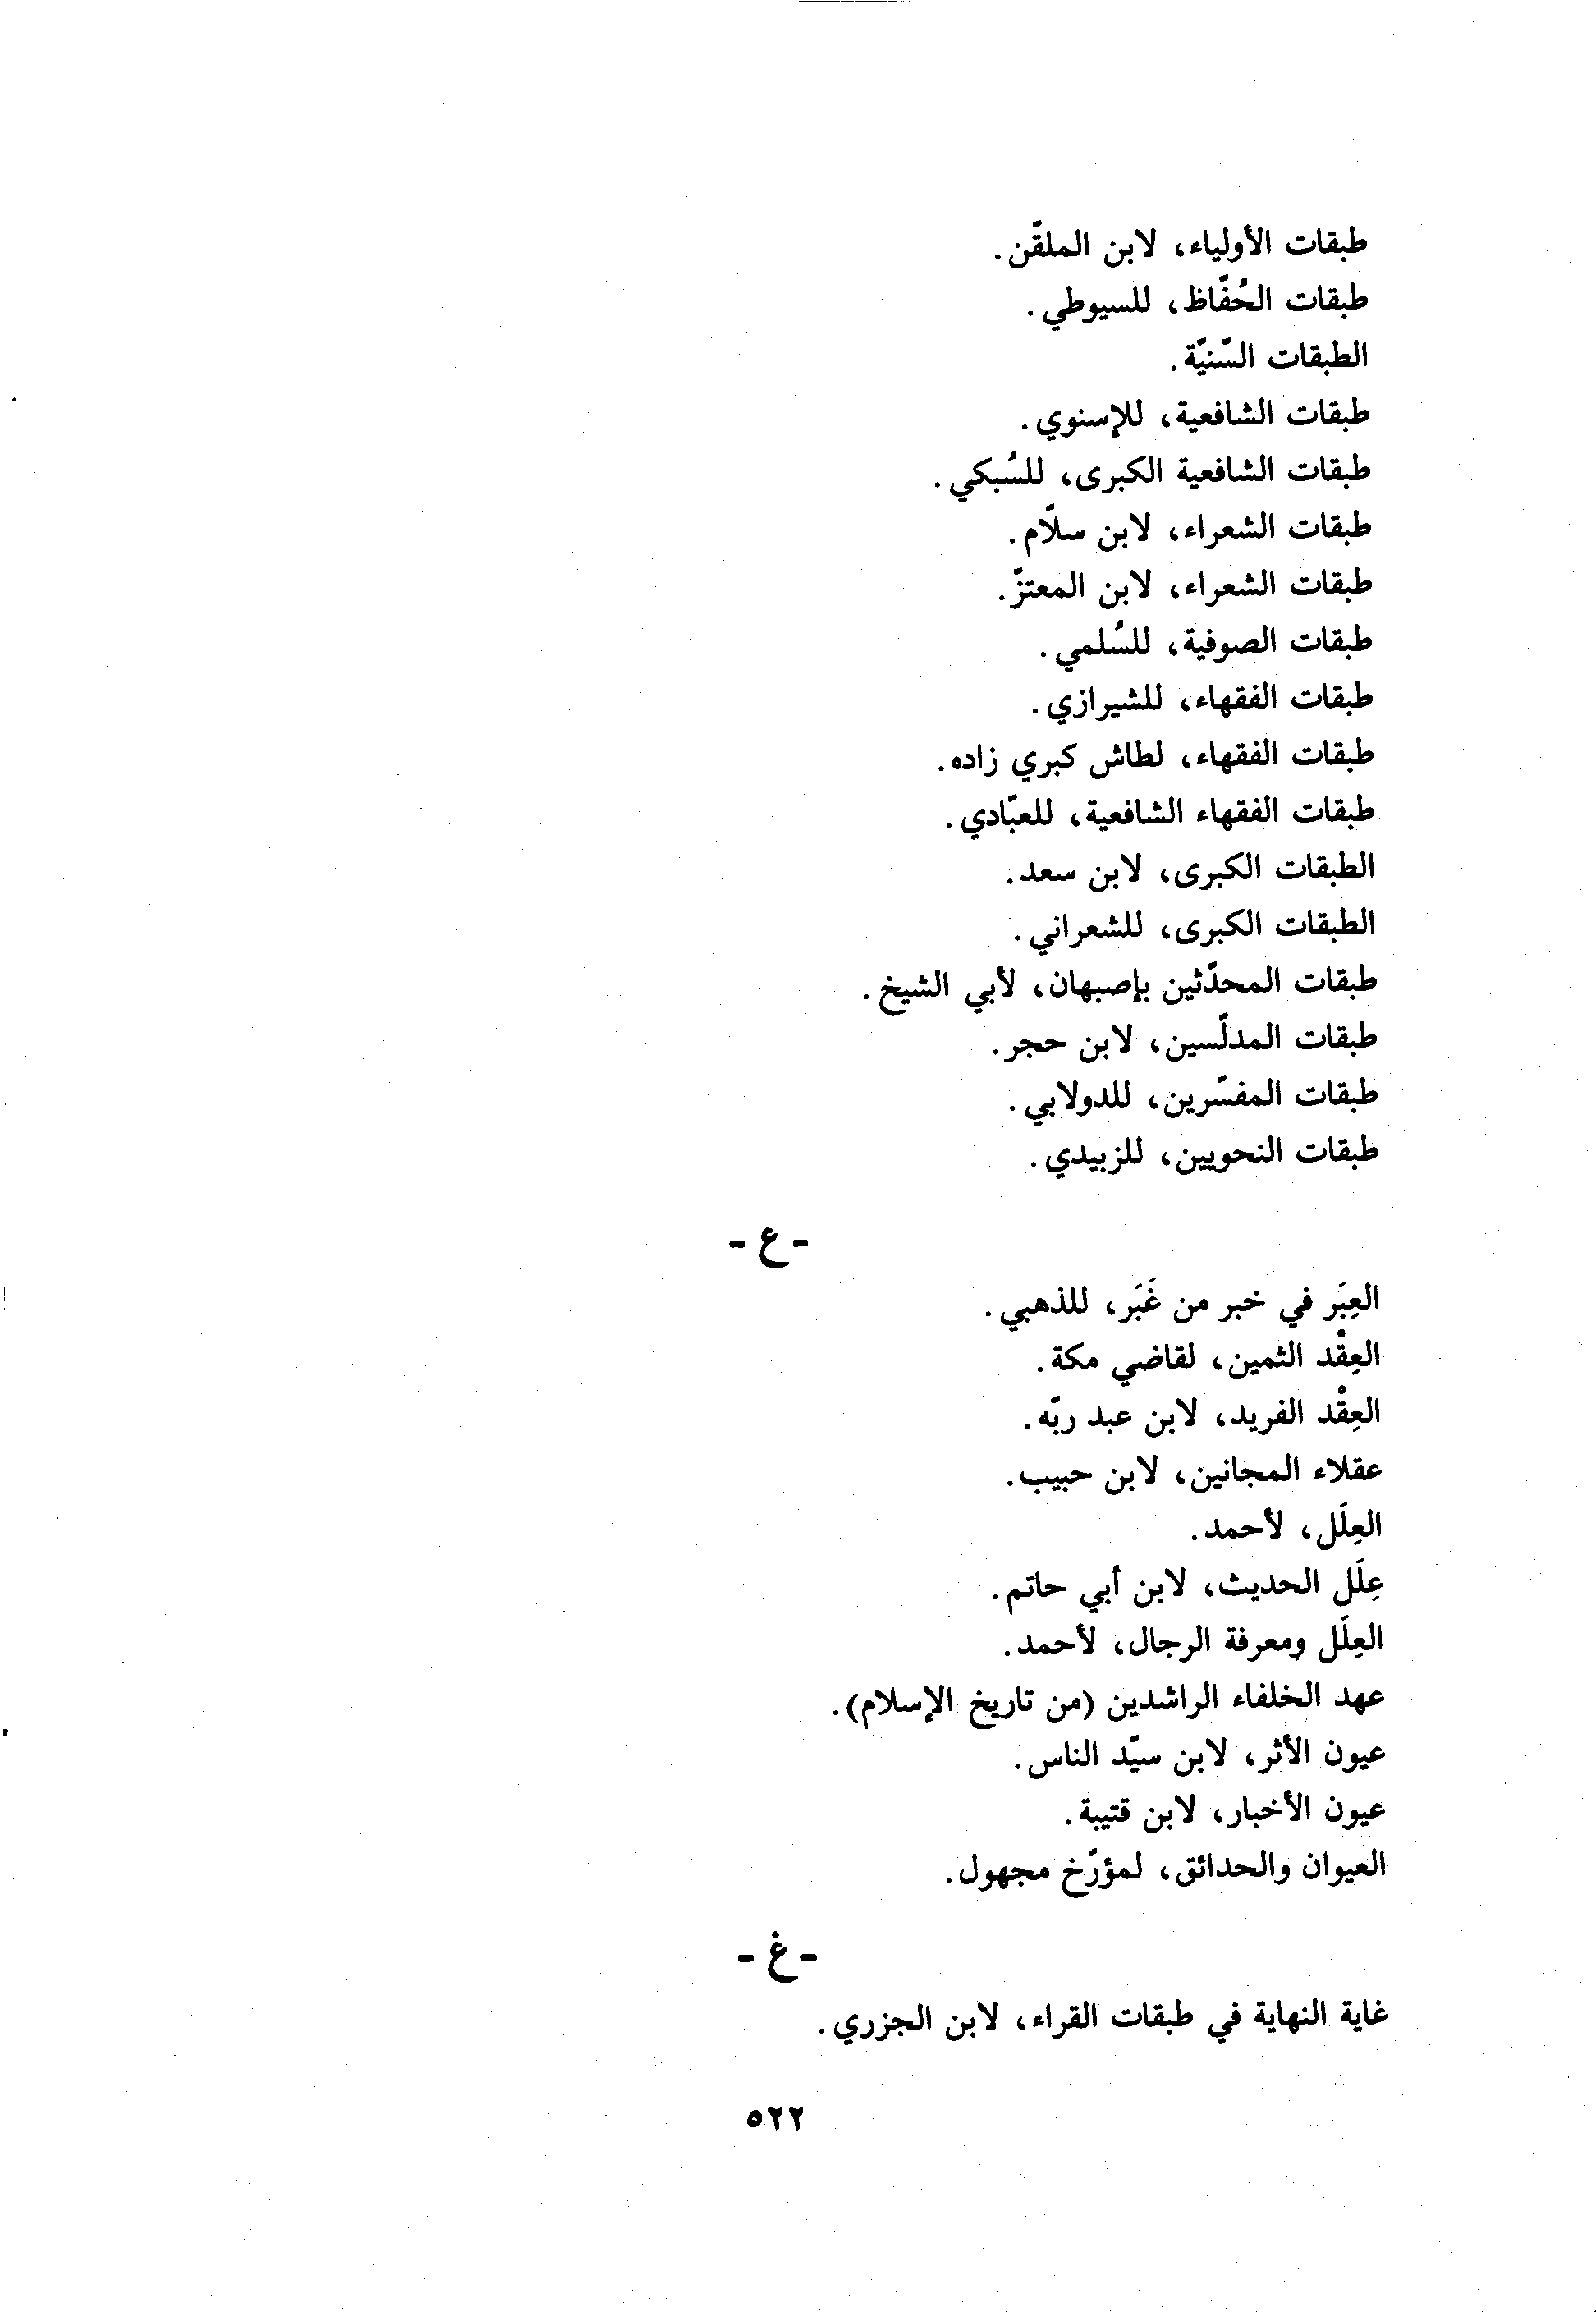 طبقات الأولياء، لابن الملقّن.
طبقات الحُفّاظ، للسيوطي.
الطبقات السّنيّة.
طبقات الشافعية، للإسنوي.
طبقات الشافعية الكبرى، للسُبكي.
طبقات الشعراء، لابن سلّام.
طبقات الشعراء، لابن المعتزّ.
طبقات الصوفية، للسُلمي.
طبقات الفقهاء، للشيرازي.
طبقات الفقهاء، لطاش كبري زاده.
طبقات الفقهاء الشافعية، للعبّادي.
الطبقات الكبرى، لابن سعد.
الطبقات الكبرى، للشعراني.
طبقات المحدّثين بإصبهان، لأبي الشيخ.
طبقات المدلّسين، لابن حجر.
طبقات المفسّرين، للدولابي.
طبقات النحويين، للزبيدي.
- ع -
العِبَر في خبر من غَبَر، للذهبي.
العِقْد الثمين، لقاضي مكة.
العِقْد الفريد، لابن عبد ربّه.
عقلاء المجانين، لابن حبيب.
العِلَل، لأحمد.
عِلَل الحديث، لابن أبي حاتم.
العِلَل ومعرفة الرجال، لأحمد.
عهد الخلفاء الراشدين (من تاريخ الإسلام).
عيون الأثر، لابن سيّد الناس.
عيون الأخبار، لابن قتيبة.
العيوان والحدائق، لمؤرّخ مجهول.
- غ -
غاية النهاية في طبقات القراء، لابن الجزري.
٥٢٢